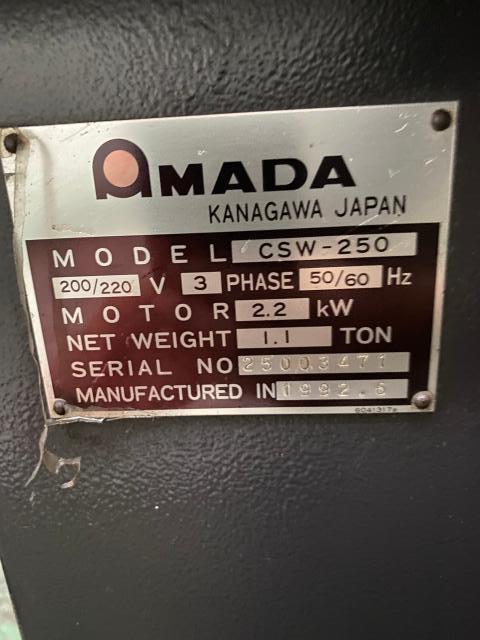 AMADA
KANAGAWA JAPAN
MODEL CSW-250
200/220 V 3 PHASE 50/60 Hz
MOTOR 2.2 kW
NET WEIGHT 1.1 TON
SERIAL NO 25003471
MANUFACTURED IN 1992.6
6041317a